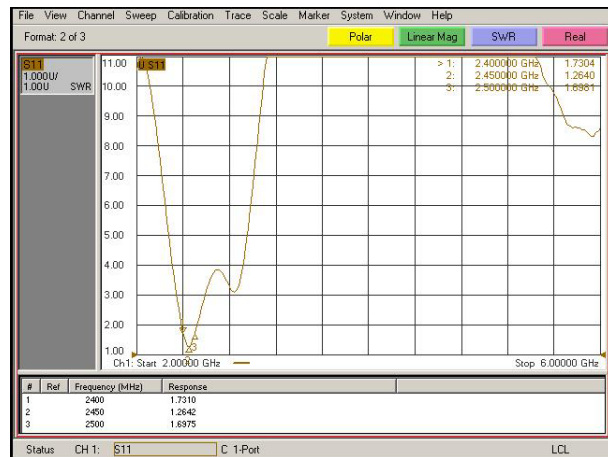 File View Channel Sweep Calibration Trace Scale Marker System Window Help
Format: 2 of 3 Polar Linear Mag SWR Real
S11
1.000U/
1.00U SWR
11.00
10.00
9.00
8.00
7.00
6.00
5.00
4.00
3.00
2.00
1.00
S11
> 1: 2.400000 GHz 1.7304
2: 2.450000 GHz 1.2640
3: 2.500000 GHz 1.6981
3
Ch1: Start 2.00000 GHz
Stop 6.00000 GHz
# Ref Frequency (MHz) Response
1 2400 1.7310
2 2450 1.2642
3 2500 1.6975
Status CH 1: S11 C 1-Port LCL